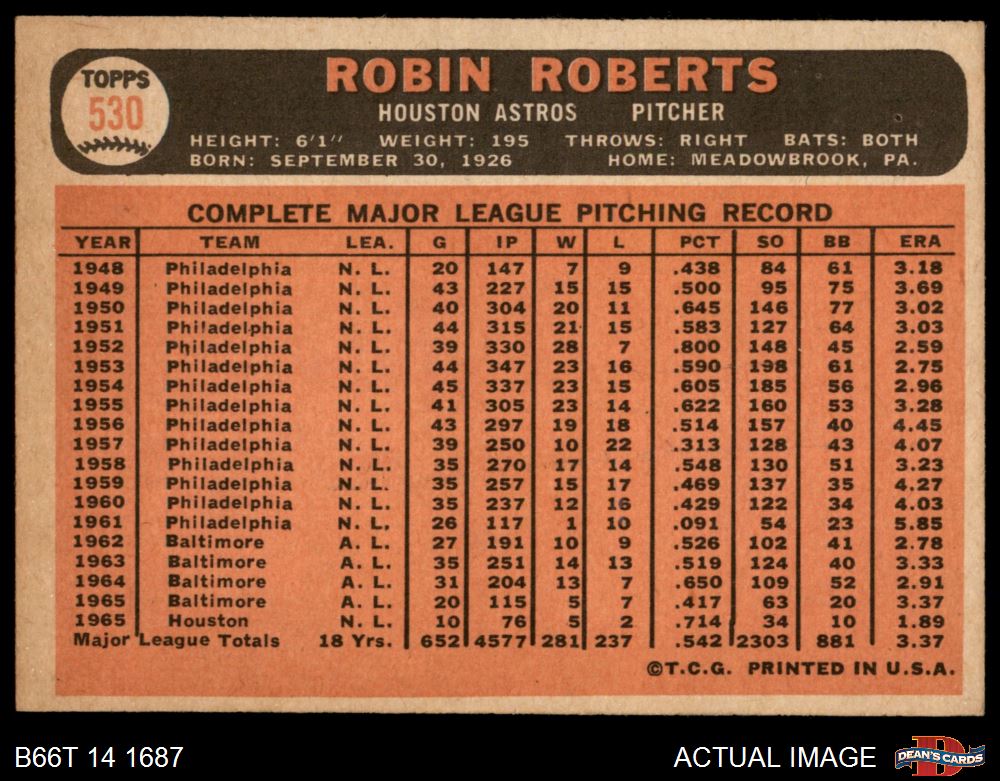 TOPPS
530
ROBIN ROBERTS
HOUSTON ASTROS PITCHER
HEIGHT: 6'1" WEIGHT: 195 THROWS: RIGHT BATS: BOTH
BORN: SEPTEMBER 30, 1926 HOME: MEADOWBROOK, PA.
COMPLETE MAJOR LEAGUE PITCHING RECORD
YEAR TEAM LEA. G IP W L PCT SO BB ERA
1948 Philadelphia N. L. 20 147 7 9 .438 84 61 3.18
1949 Philadelphia N. L. 43 227 15 15 .500 95 75 3.69
1950 Philadelphia N. L. 40 304 20 11 .645 146 77 3.02
1951 Philadelphia N. L. 44 315 21 15 .583 127 64 3.03
1952 Philadelphia N. L. 39 330 28 7 .800 148 45 2.59
1953 Philadelphia N. L. 44 347 23 16 .590 198 61 2.75
1954 Philadelphia N. L. 45 337 23 15 .605 185 56 2.96
1955 Philadelphia N. L. 41 305 23 14 .622 160 53 3.28
1956 Philadelphia N. L. 43 297 19 18 .514 157 40 4.45
1957 Philadelphia N. L. 39 250 10 22 .313 128 43 4.07
1958 Philadelphia N. L. 35 270 17 14 .548 130 51 3.23
1959 Philadelphia N. L. 35 257 15 17 .469 137 35 4.27
1960 Philadelphia N. L. 35 237 12 16 .429 122 34 4.03
1961 Philadelphia N. L. 26 117 1 10 .091 54 23 5.85
1962 Baltimore A. L. 27 191 10 9 .526 102 41 2.78
1963 Baltimore A. L. 35 251 14 13 .519 124 40 3.33
1964 Baltimore A. L. 31 204 13 7 .650 109 52 2.91
1965 Baltimore A. L. 20 115 5 7 .417 63 20 3.37
1965 Houston N. L. 10 76 5 2 .714 34 10 1.89
Major League Totals 18 Yrs. 652 4577 281 237 .542 2303 881 3.37
©T.C.G. PRINTED IN U.S.A.
B66T 14 1687 ACTUAL IMAGE DEAN'S CARDS